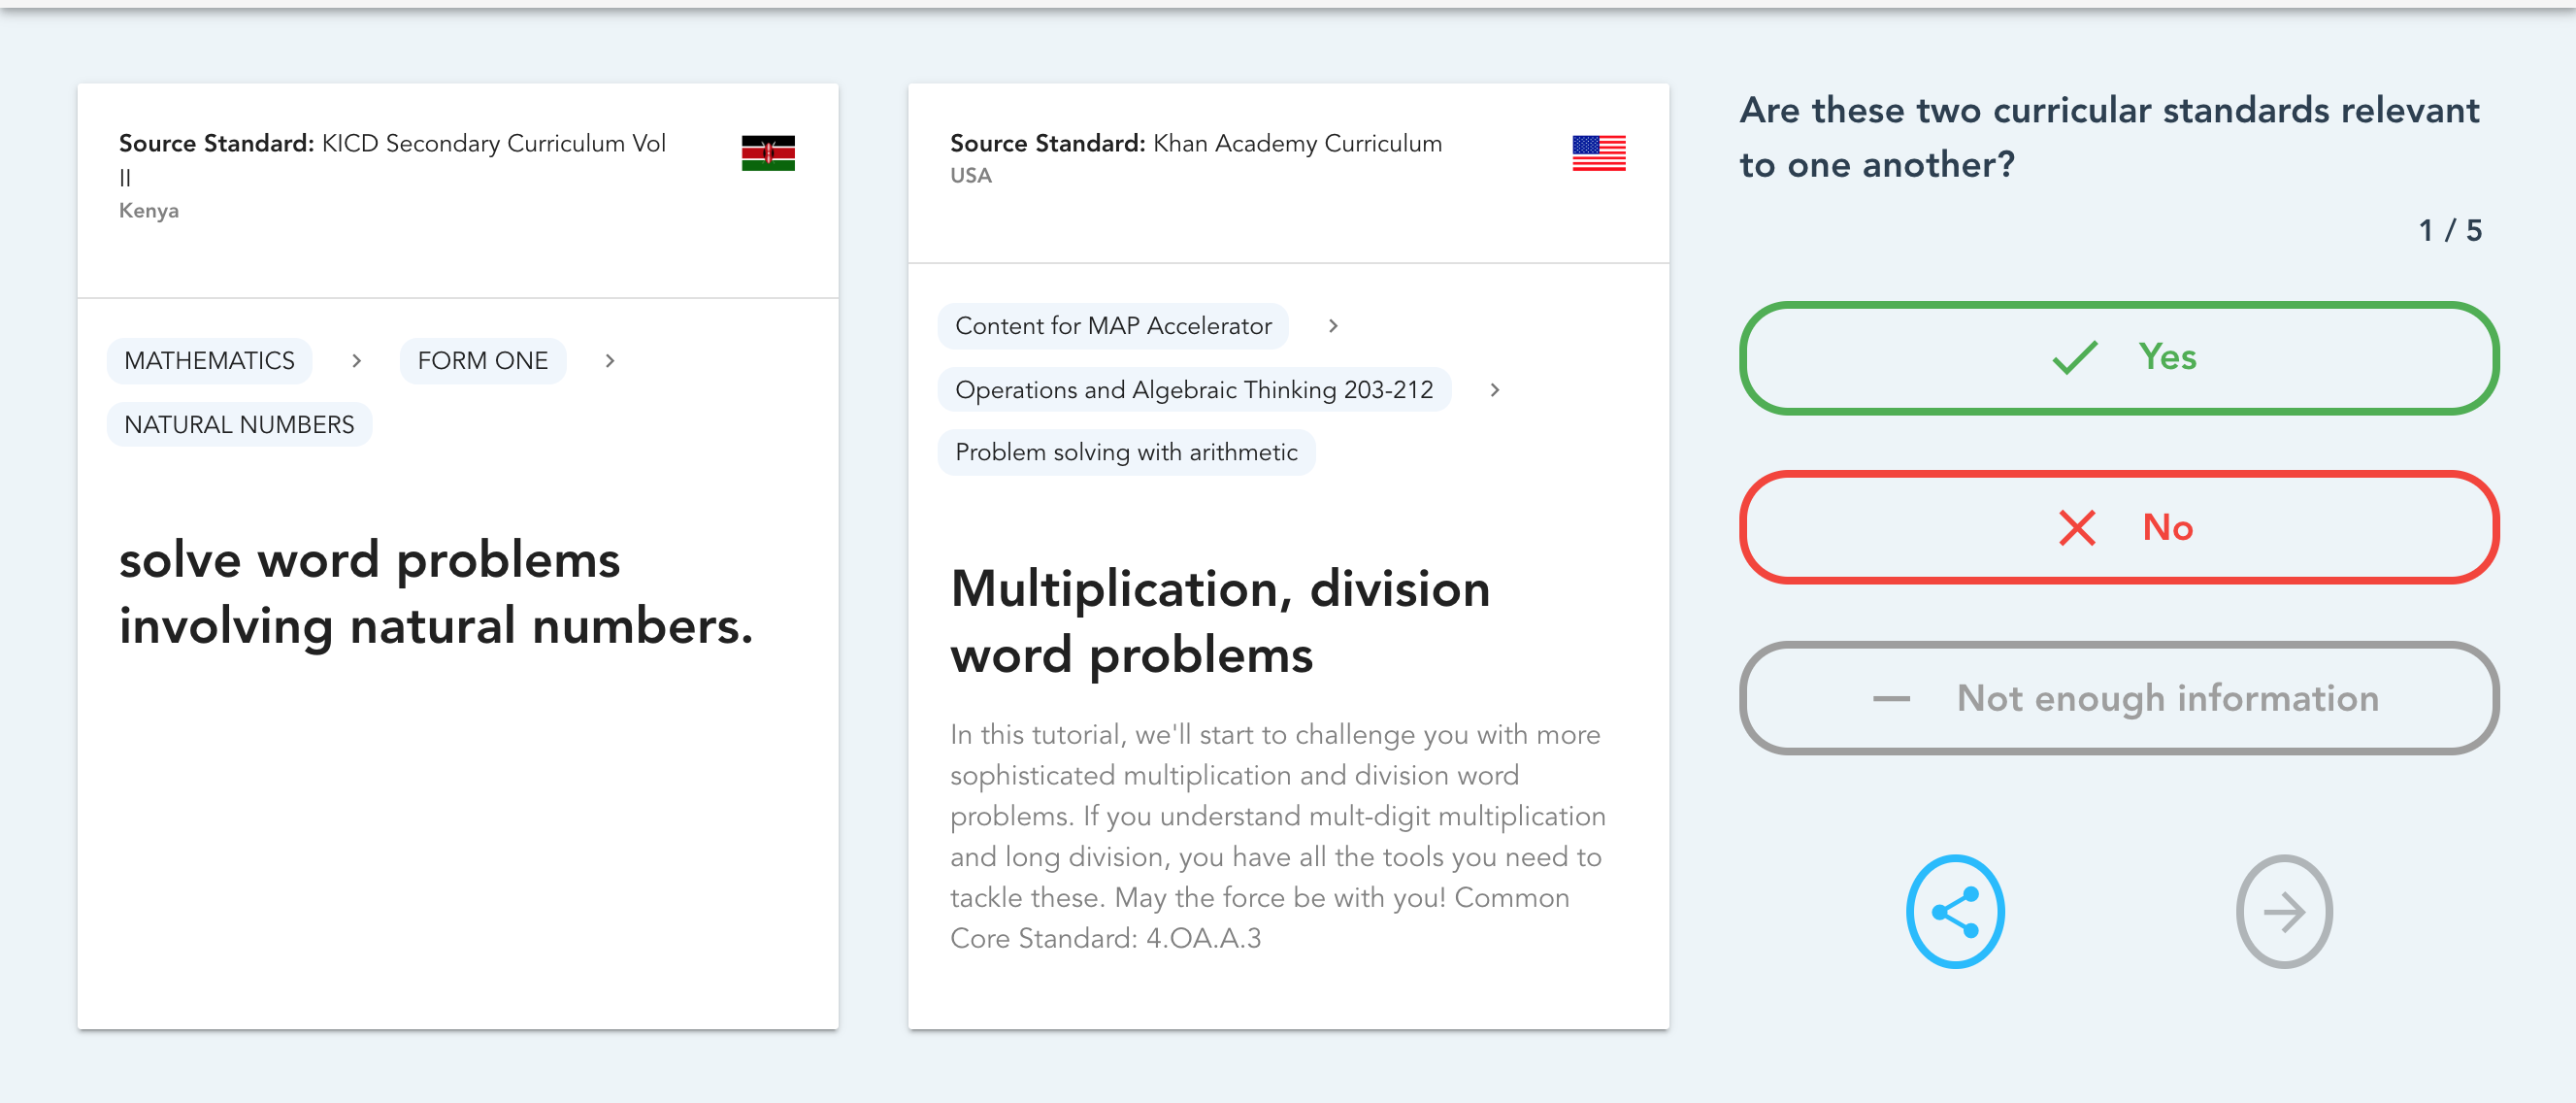 Source Standard: KICD Secondary Curriculum Vol
II
Kenya
MATHEMATICS > FORM ONE >
NATURAL NUMBERS
solve word problems
involving natural numbers.
Source Standard: Khan Academy Curriculum
USA
Content for MAP Accelerator >
Operations and Algebraic Thinking 203-212 >
Problem solving with arithmetic
Multiplication, division
word problems
In this tutorial, we'll start to challenge you with more
sophisticated multiplication and division word
problems. If you understand mult-digit multiplication
and long division, you have all the tools you need to
tackle these. May the force be with you! Common
Core Standard: 4.OA.A.3
Are these two curricular standards relevant
to one another?
1 / 5
Yes
No
Not enough information